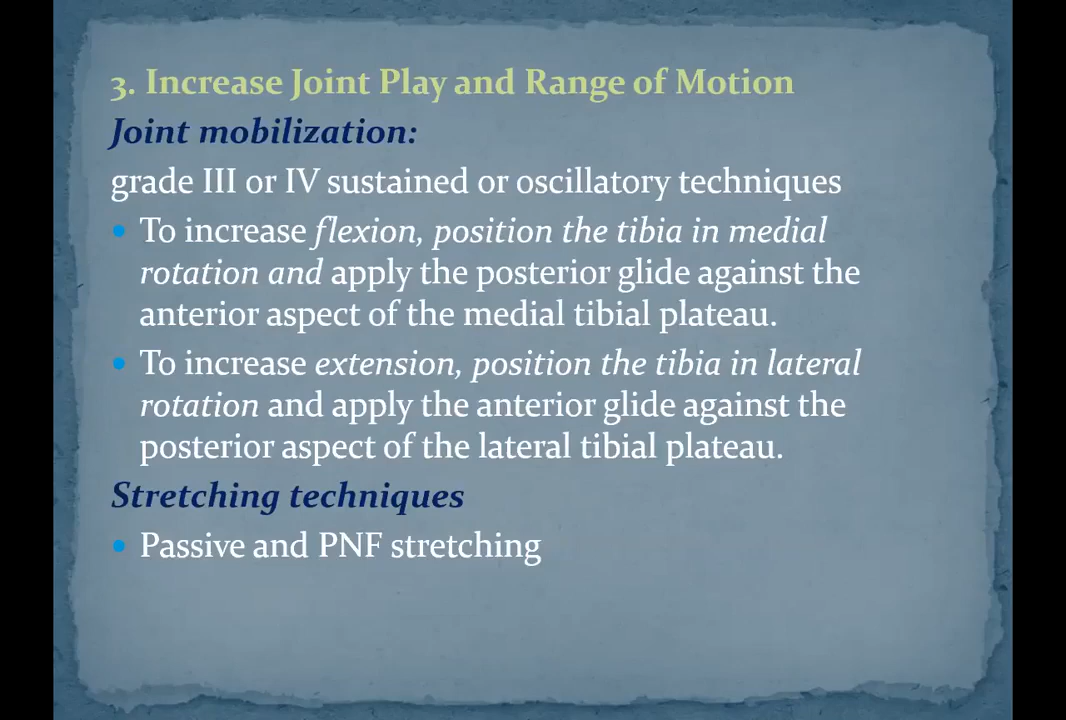 3. Increase Joint Play and Range of Motion
Joint mobilization:
grade III or IV sustained or oscillatory techniques
• To increase flexion, position the tibia in medial
rotation and apply the posterior glide against the
anterior aspect of the medial tibial plateau.
• To increase extension, position the tibia in lateral
rotation and apply the anterior glide against the
posterior aspect of the lateral tibial plateau.
Stretching techniques
• Passive and PNF stretching